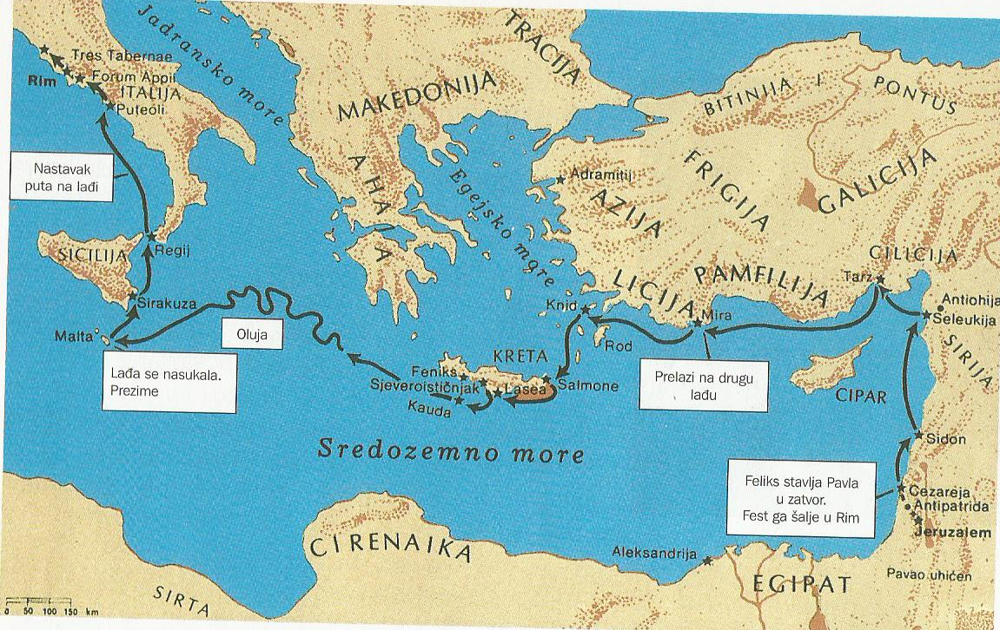 Jadransko more
TRACIJA
Tres Tabernae
Rim
Forum Appii
ITALIJA
Puteoli
MAKEDONIJA
BITINIJA I PONTUS
Nastavak
puta na lađi
AHAJA
Egejsko more
Adramitij
AZIJA
FRIGIJA
GALICIJA
SICILIJA
Regij
CILICIJA
Tarz
PAMFILIJA
LICIJA
Sirakuza
Knid
Mira
Antiohija
Seleukija
Malta
Oluja
Rod
SIRIJA
Lađa se nasukala.
Prezime
KRETA
Feniks
Sjeveroističnjak
Lasea
Salmone
Kauda
Prelazi na drugu
lađu
CIPAR
Sredozemno more
Sidon
Feliks stavlja Pavla
u zatvor.
Fest ga šalje u Rim
Cezareja
Antipatrida
Jeruzalem
CIRENAIKA
Aleksandrija
EGIPAT
Pavao uhićen
SIRTA
0 50 100 150 km